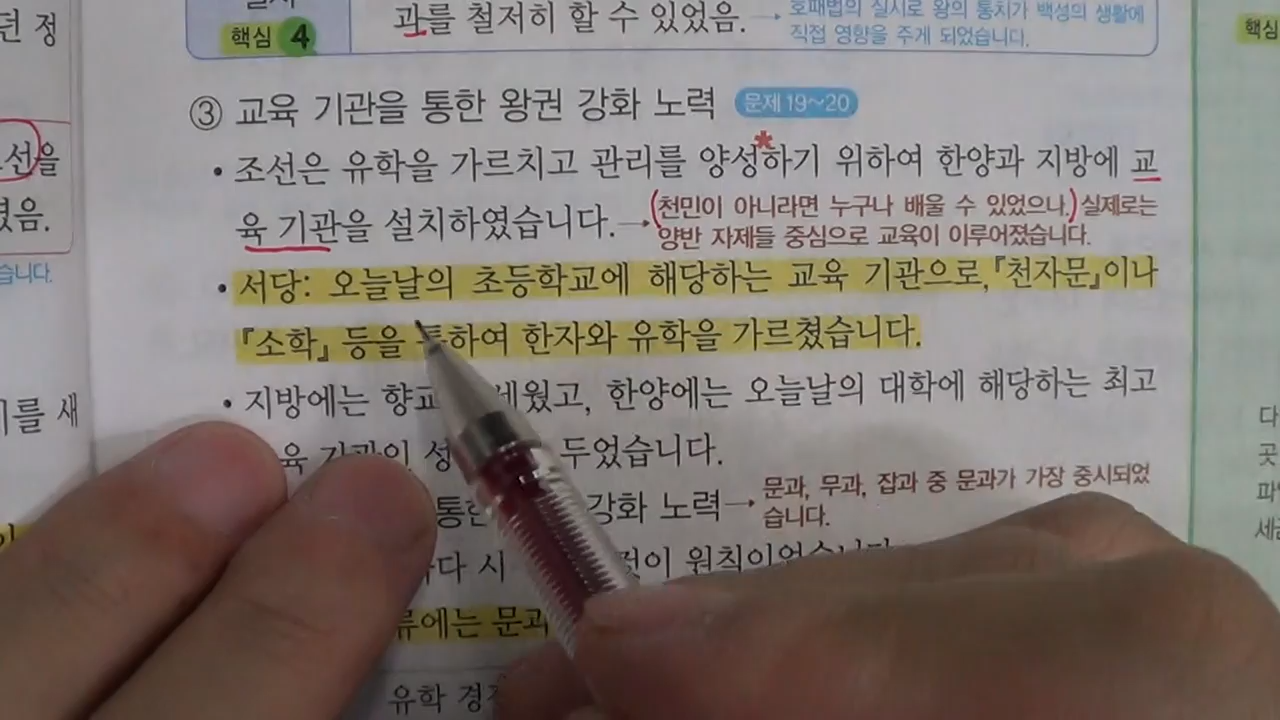 던 정
핵심 4
과를 철저히 할 수 있었음.
호패법의 실시로 왕의 통치가 백성의 생활에
직접 영향을 주게 되었습니다.
핵심
③ 교육 기관을 통한 왕권 강화 노력 문제 19~20
• 조선은 유학을 가르치고 관리를 양성*하기 위하여 한양과 지방에 교
육 기관을 설치하였습니다. → (천민이 아니라면 누구나 배울 수 있었으나,) 실제로는
양반 자제들 중심으로 교육이 이루어졌습니다.
• 서당: 오늘날의 초등학교에 해당하는 교육 기관으로, 『천자문』이나
『소학』 등을 통하여 한자와 유학을 가르쳤습니다.
• 지방에는 세웠고, 한양에는 오늘날의 대학에 해당하는 최고
육 기관인 두었습니다.
통한 강화 노력 → 문과, 무과, 잡과 중 문과가 가장 중시되었
습니다.
다 시 원칙이었습니다
류에는 문과
유학 경
선을
였음.
습니다.
를 새
다
곳
세